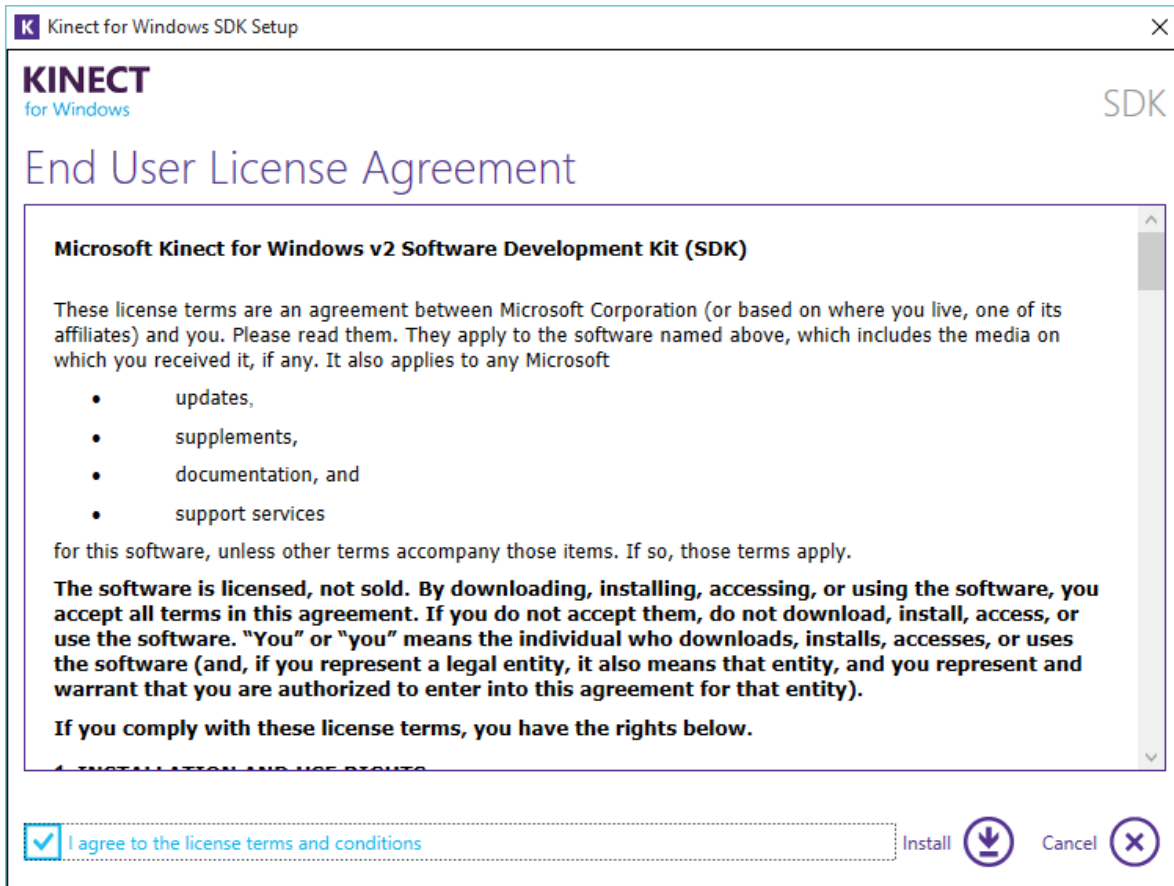 K Kinect for Windows SDK Setup
KINECT
for Windows
SDK
End User License Agreement
Microsoft Kinect for Windows v2 Software Development Kit (SDK)
These license terms are an agreement between Microsoft Corporation (or based on where you live, one of its
affiliates) and you. Please read them. They apply to the software named above, which includes the media on
which you received it, if any. It also applies to any Microsoft
• updates,
• supplements,
• documentation, and
• support services
for this software, unless other terms accompany those items. If so, those terms apply.
The software is licensed, not sold. By downloading, installing, accessing, or using the software, you
accept all terms in this agreement. If you do not accept them, do not download, install, access, or
use the software. “You” or “you” means the individual who downloads, installs, accesses, or uses
the software (and, if you represent a legal entity, it also means that entity, and you represent and
warrant that you are authorized to enter into this agreement for that entity).
If you comply with these license terms, you have the rights below.
1. INSTALLATION AND USE RIGHTS
I agree to the license terms and conditions
Install
Cancel